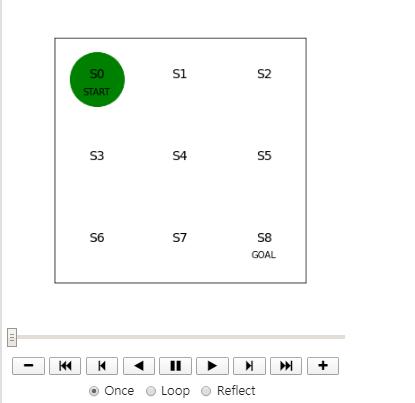 S0 S1 S2
START
S3 S4 S5
S6 S7 S8
GOAL
Once Loop Reflect